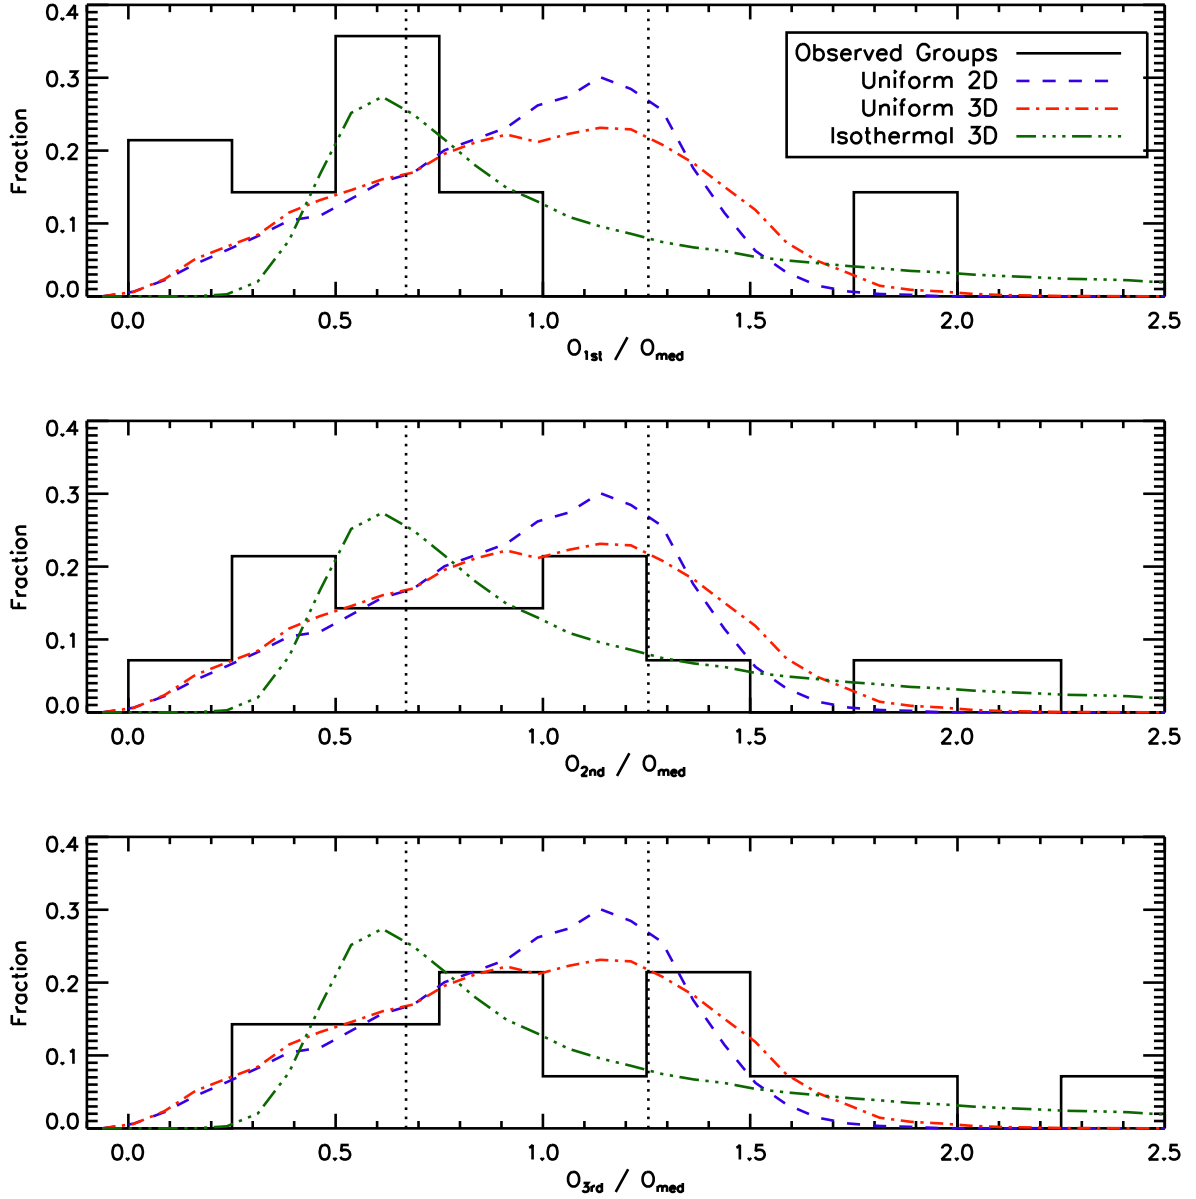 0.4
0.3
0.2
0.1
0.0
Fraction
Observed Groups
Uniform 2D
Uniform 3D
Isothermal 3D
0.0 0.5 1.0 1.5 2.0 2.5
O1st / Omed
0.4
0.3
0.2
0.1
0.0
Fraction
0.0 0.5 1.0 1.5 2.0 2.5
O2nd / Omed
0.4
0.3
0.2
0.1
0.0
Fraction
0.0 0.5 1.0 1.5 2.0 2.5
O3rd / Omed